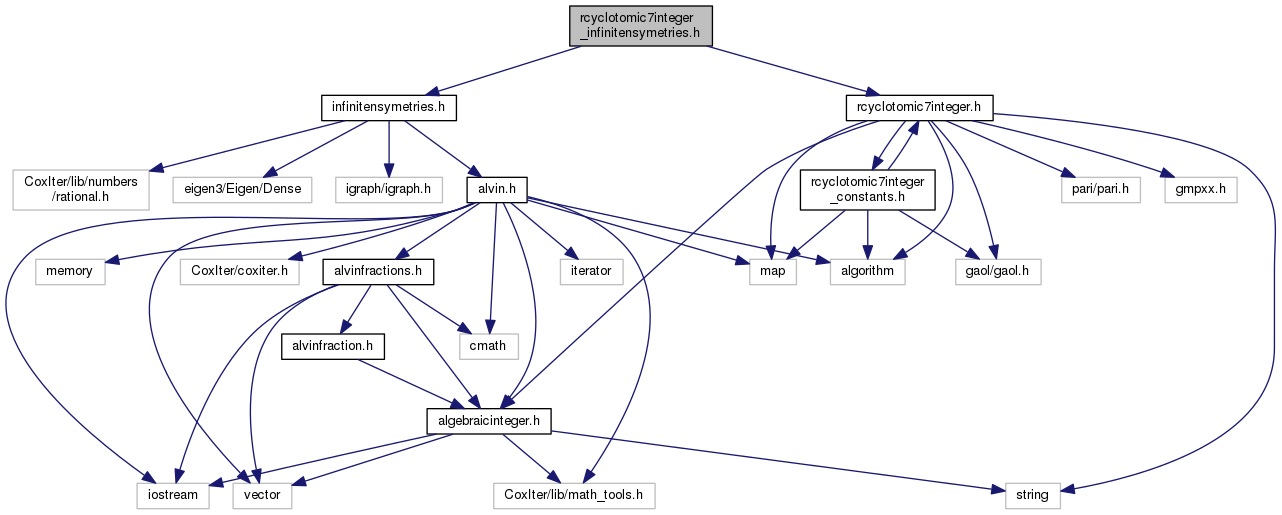 rcyclotomic7integer
_infinitensymetries.h
infinitensymetries.h
rcyclotomic7integer.h
CoxIter/lib/numbers
/rational.h
eigen3/Eigen/Dense
igraph/igraph.h
alvin.h
rcyclotomic7integer
_constants.h
pari/pari.h
gmpxx.h
memory
CoxIter/coxiter.h
alvinfractions.h
iterator
map
algorithm
gaol/gaol.h
alvinfraction.h
cmath
algebraicinteger.h
iostream
vector
CoxIter/lib/math_tools.h
string